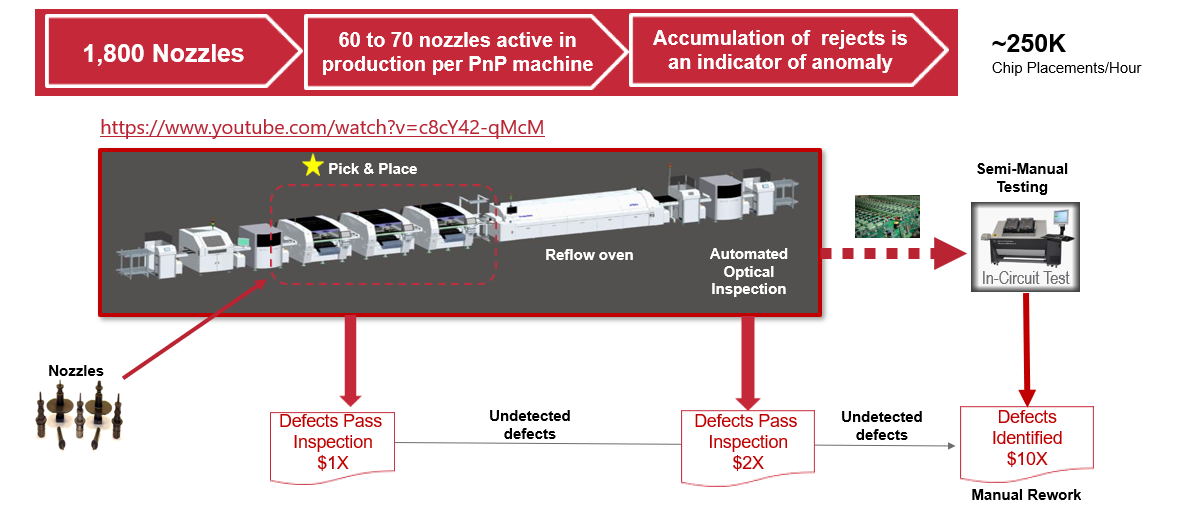 1,800 Nozzles
60 to 70 nozzles active in
production per PnP machine
Accumulation of rejects is
an indicator of anomaly
~250K
Chip Placements/Hour
https://www.youtube.com/watch?v=c8cY42-qMcM
Pick & Place
Reflow oven
Automated
Optical
Inspection
Semi-Manual
Testing
In-Circuit Test
Nozzles
Defects Pass
Inspection
$1X
Undetected
defects
Defects Pass
Inspection
$2X
Undetected
defects
Defects
Identified
$10X
Manual Rework